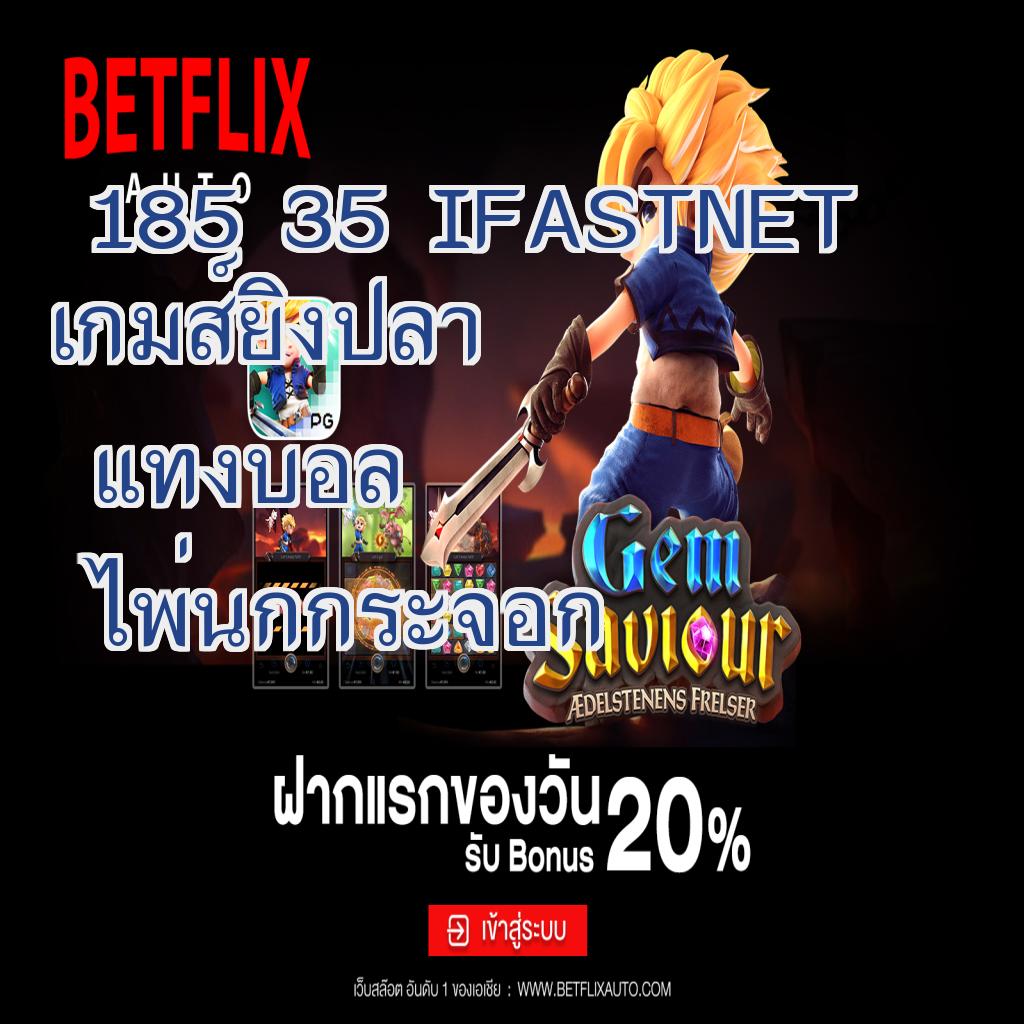 BETFLIX
AUTO
185 35 IFASTNET
เกมส์ยิงปลา
PG
แทงบอล
ไพ่นกกระจอก
Gem
Saviour
ÆDELSTENENS FRELSER
ฝากแรกของวัน
รับ Bonus 20%
เข้าสู่ระบบ
เว็บสล๊อต อันดับ 1 ของเอเชีย : WWW.BETFLIXAUTO.COM